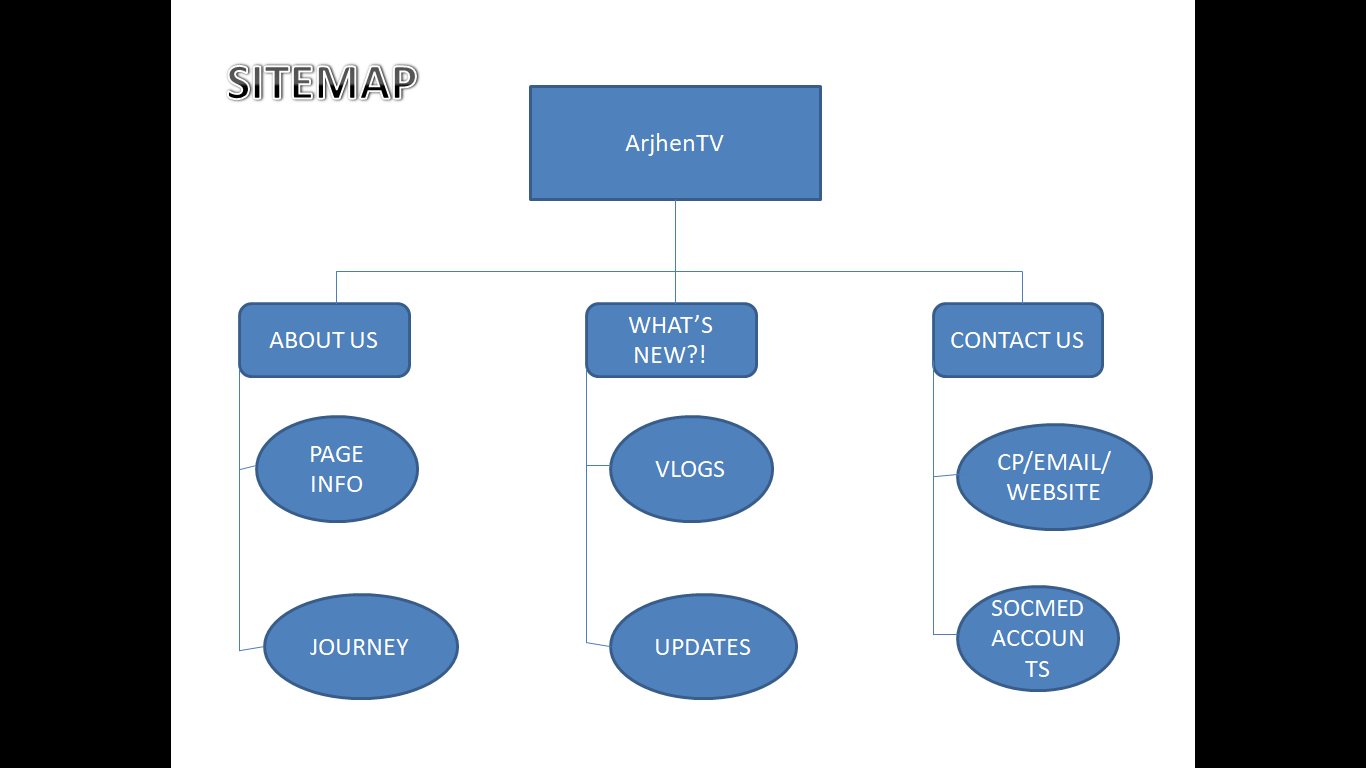 SITEMAP
ArjhenTV
ABOUT US
WHAT’S
NEW?!
CONTACT US
PAGE
INFO
VLOGS
CP/EMAIL/
WEBSITE
JOURNEY
UPDATES
SOCMED
ACCOUN
TS